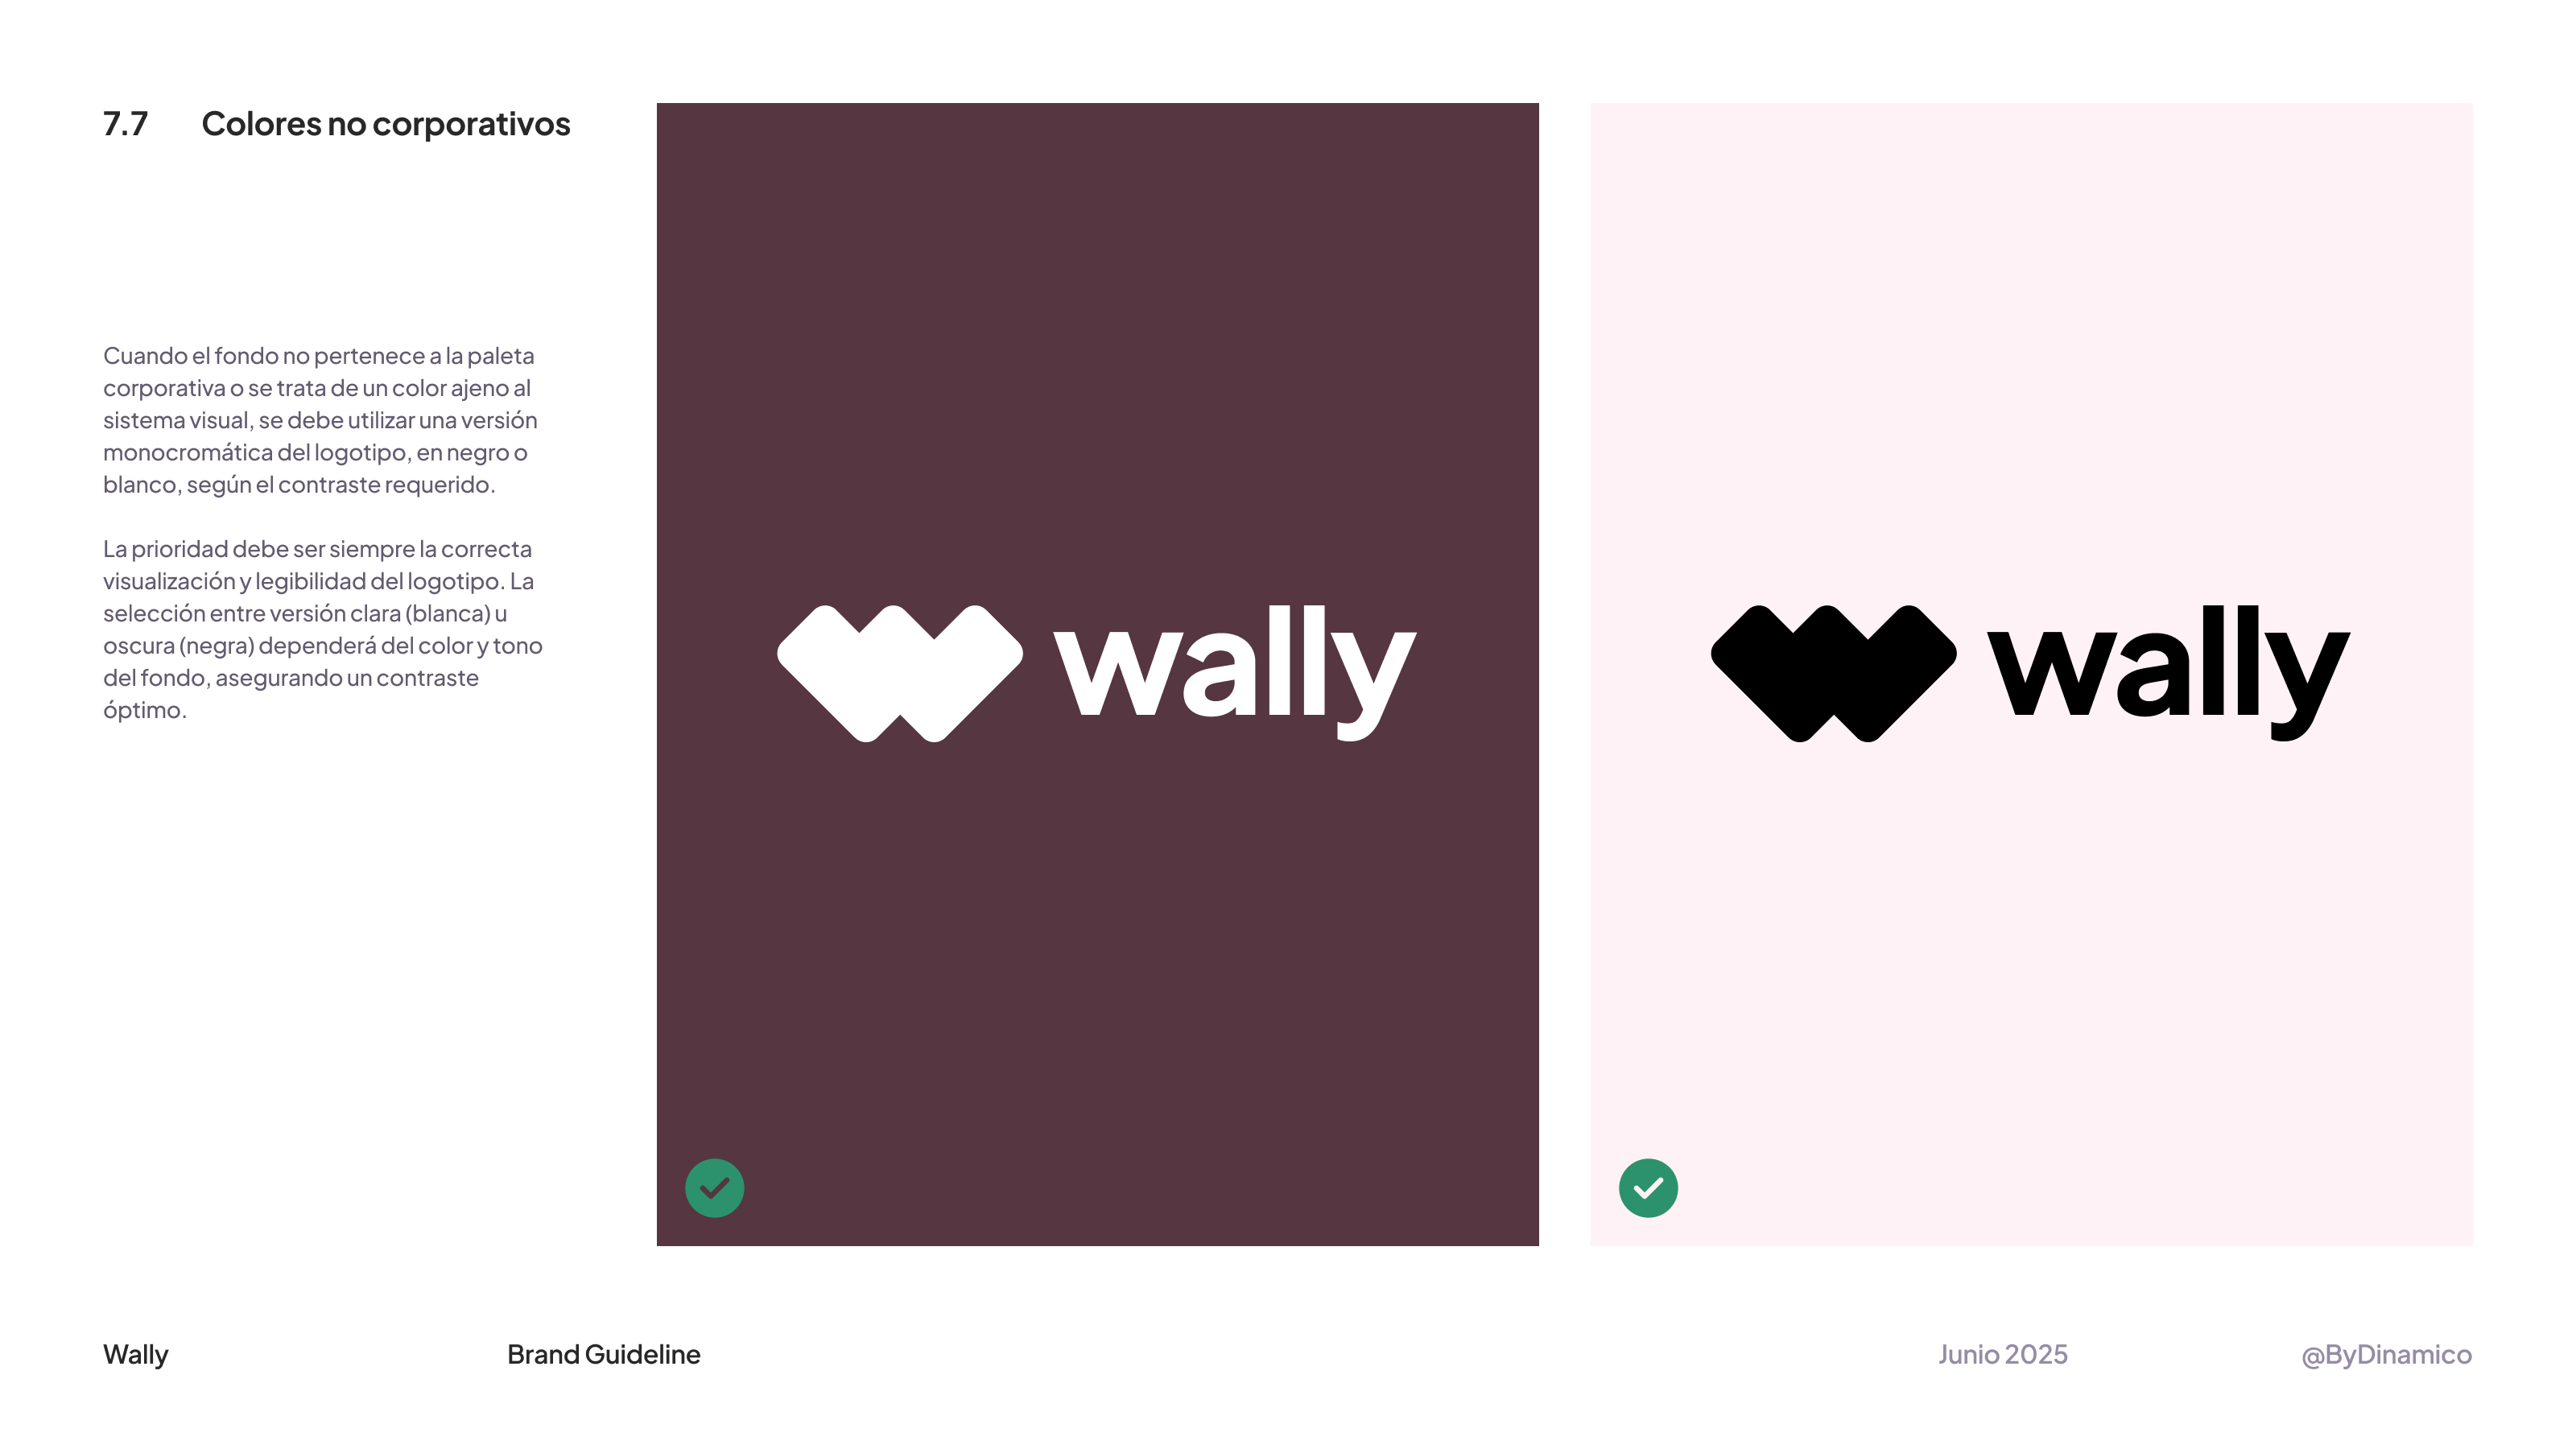 7.7 Colores no corporativos
Cuando el fondo no pertenece a la paleta
corporativa o se trata de un color ajeno al
sistema visual, se debe utilizar una versión
monocromática del logotipo, en negro o
blanco, según el contraste requerido.
La prioridad debe ser siempre la correcta
visualización y legibilidad del logotipo. La
selección entre versión clara (blanca) u
oscura (negra) dependerá del color y tono
del fondo, asegurando un contraste
óptimo.
wally
wally
Wally
Brand Guideline
Junio 2025
@ByDinamico